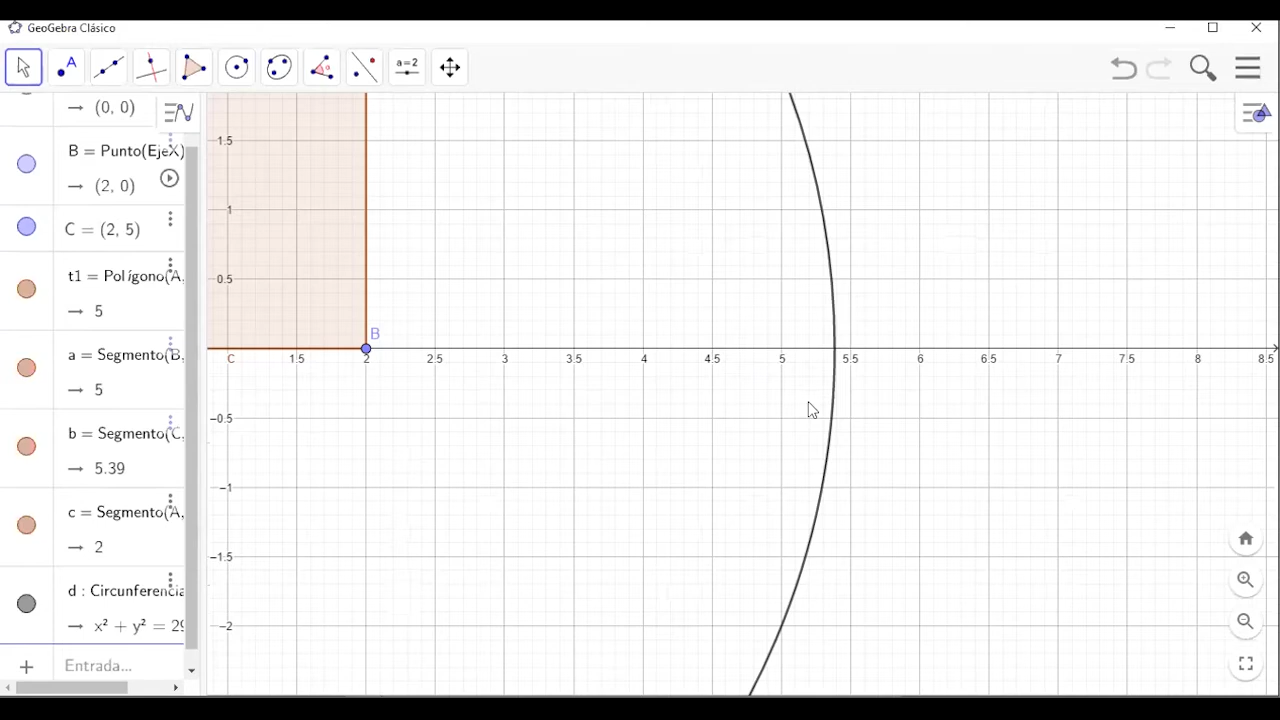 GeoGebra Clásico
A
a=2
→ (0, 0)
B = Punto(EjeX)
→ (2, 0)
C = (2, 5)
t1 = Polígono(A,
→ 5
a = Segmento(B,
→ 5
b = Segmento(C,
→ 5.39
c = Segmento(A,
→ 2
d : Circunferencia
→ x² + y² = 29
+ Entrada...
1.5
1
0.5
B
C 1.5 2 2.5 3 3.5 4 4.5 5 5.5 6 6.5 7 7.5 8 8.5
−0.5
−1
−1.5
−2